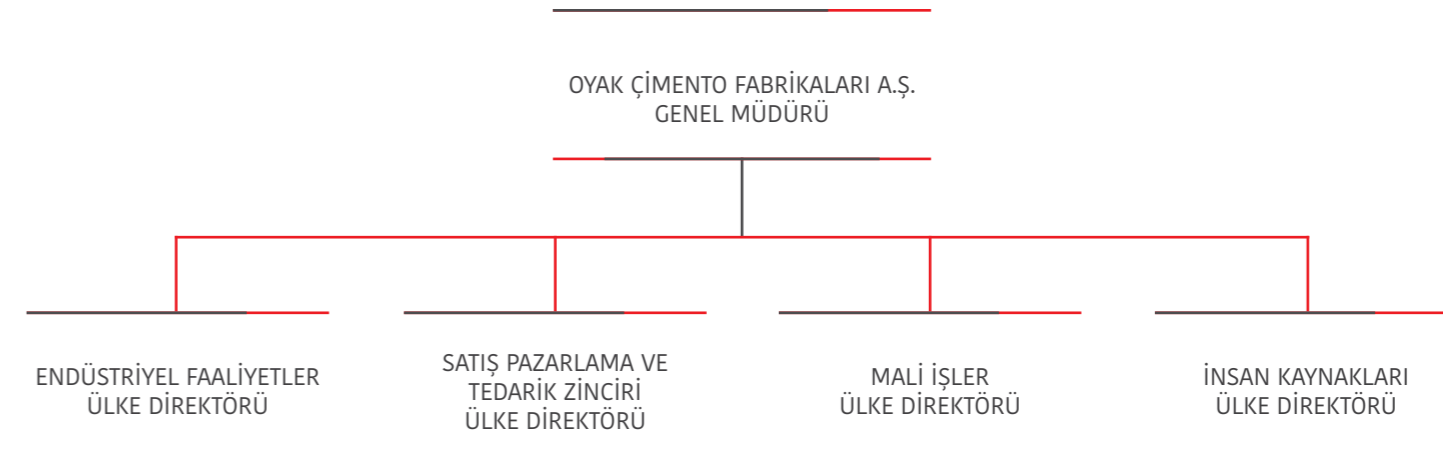 OYAK ÇİMENTO FABRİKALARI A.Ş.
GENEL MÜDÜRÜ
ENDÜSTRİYEL FAALİYETLER
ÜLKE DİREKTÖRÜ
SATIŞ PAZARLAMA VE
TEDARİK ZİNCİRİ
ÜLKE DİREKTÖRÜ
MALİ İŞLER
ÜLKE DİREKTÖRÜ
İNSAN KAYNAKLARI
ÜLKE DİREKTÖRÜ